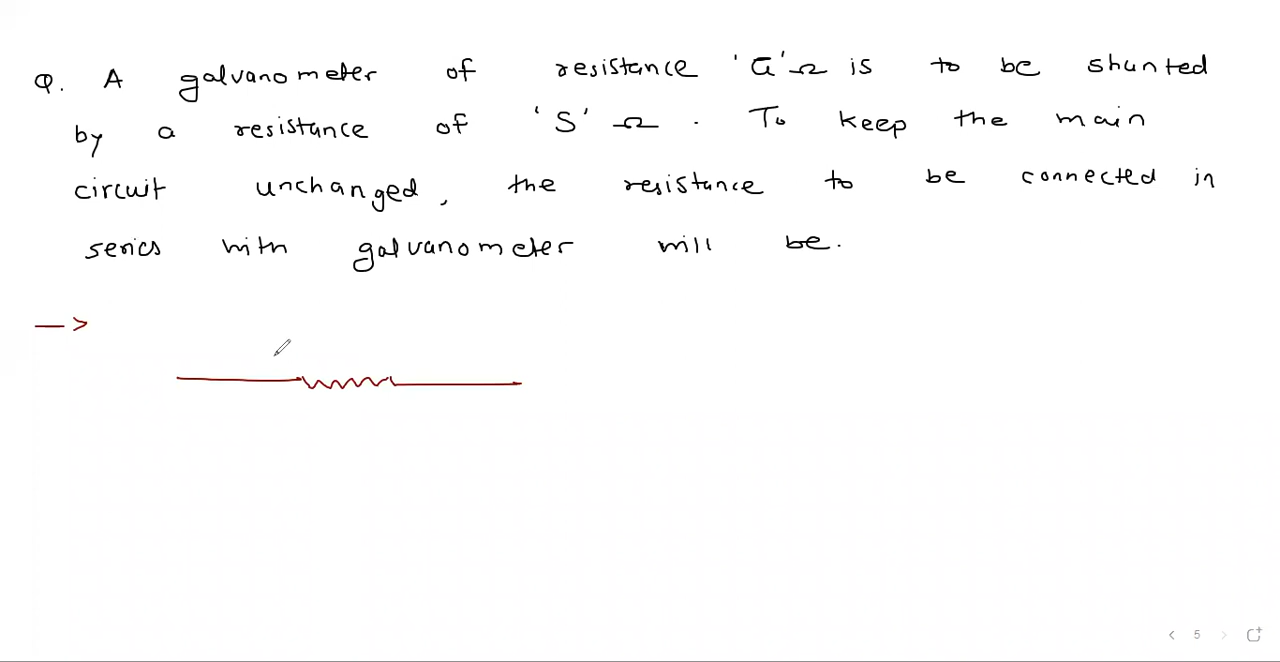 Q. A galvanometer of resistance 'G' Ω is to be shunted
by a resistance of 'S' Ω . To keep the main
circuit unchanged, the resistance to be connected in
series with galvanometer will be.
-->
< 5 >